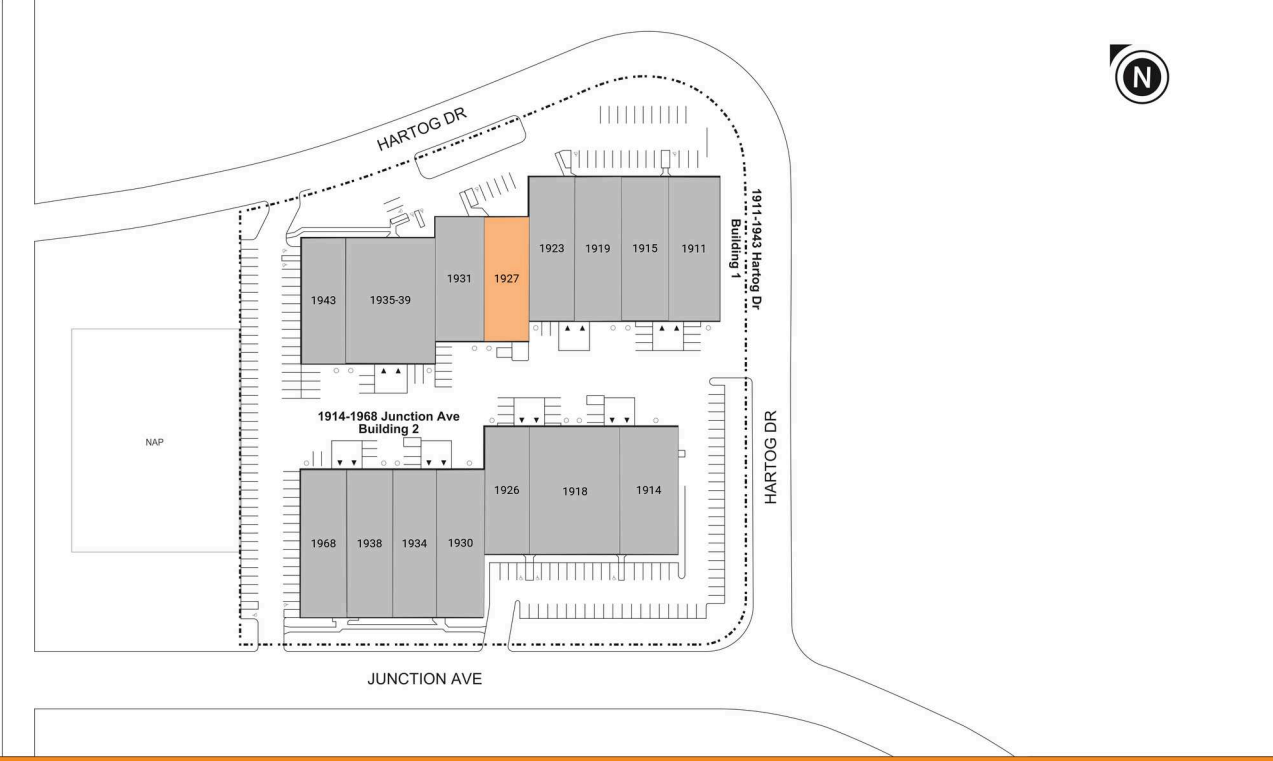 N
HARTOG DR
1911-1943 Hartog Dr
Building 1
1923
1919
1915
1911
1931
1927
1943
1935-39
1914-1968 Junction Ave
Building 2
NAP
HARTOG DR
1926
1918
1914
1968
1938
1934
1930
JUNCTION AVE